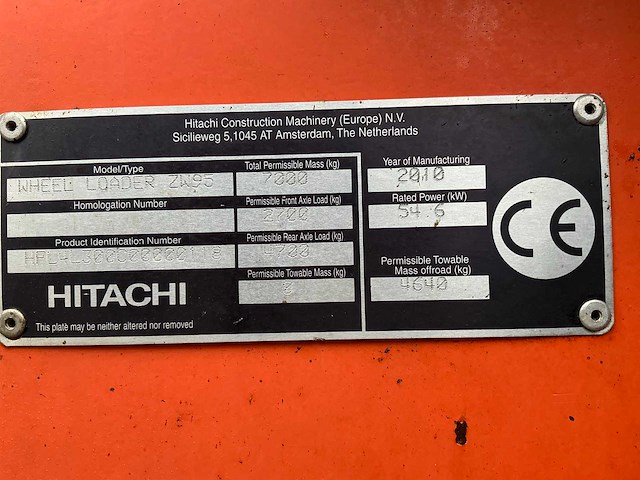 Hitachi Construction Machinery (Europe) N.V.
Sicilieweg 5,1045 AT Amsterdam, The Netherlands
Model/Type
WHEEL LOADER ZW95
Homologation Number
Product Identification Number
HITACHI
This plate may be neither altered nor removed
Total Permissible Mass (kg)
7000
Permissible Front Axle Load (kg)
2700
Permissible Rear Axle Load (kg)
4700
Permissible Towable Mass (kg)
0
Year of Manufacturing
2010
Rated Power (kW)
54.6
Permissible Towable
Mass offroad (kg)
4640
CE